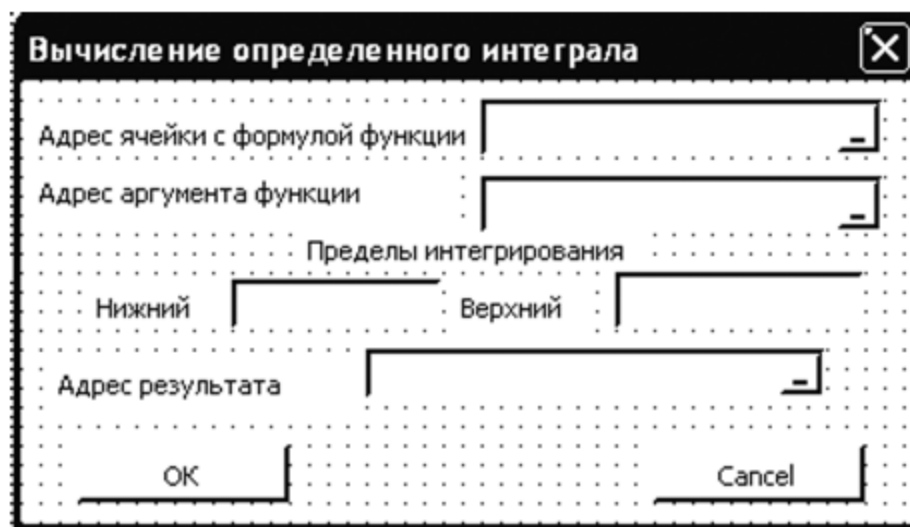 Вычисление определенного интеграла
Адрес ячейки с формулой функции
Адрес аргумента функции
Пределы интегрирования
Нижний Верхний
Адрес результата
OK Cancel